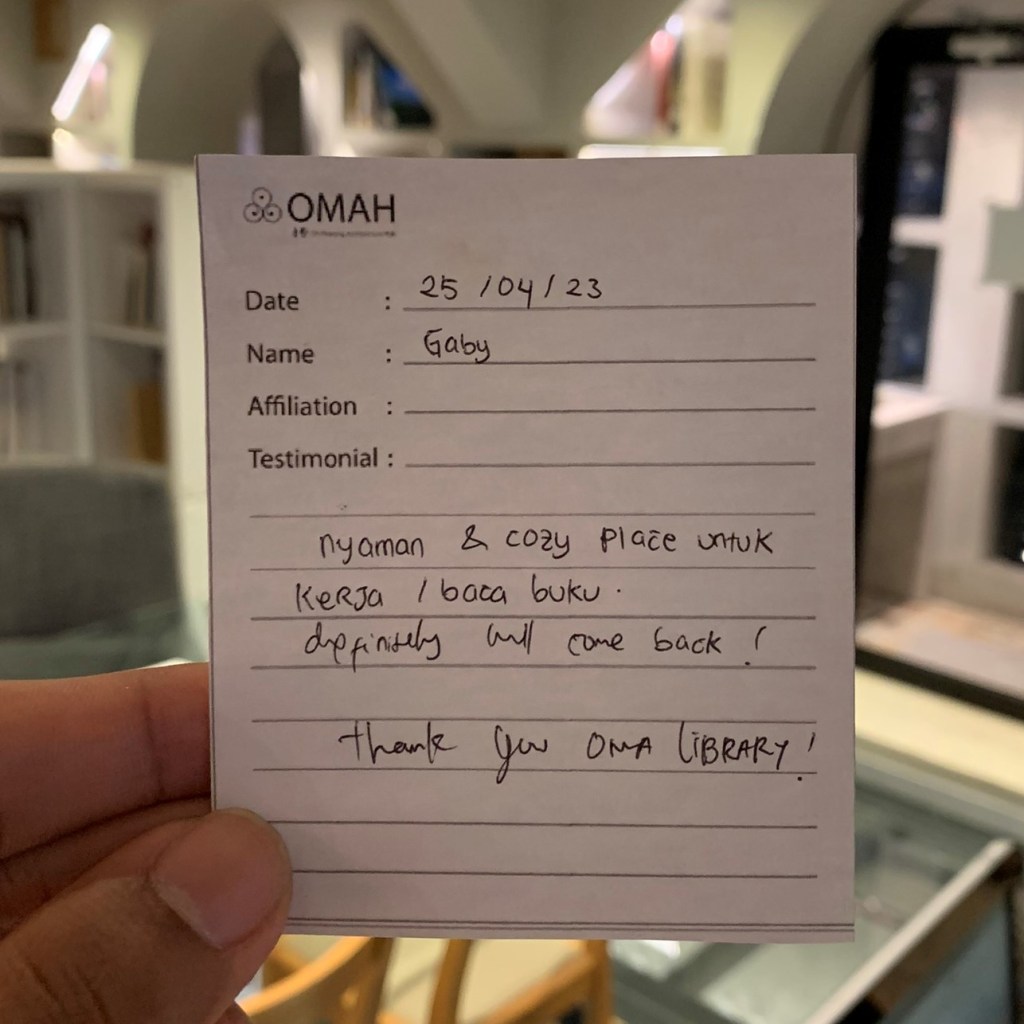 OMAH
Date : 25/04/23
Name : Gaby
Affiliation :
Testimonial :
nyaman & cozy place untuk
kerja / baca buku.
definitely will come back!
thank you OMA LIBRARY!